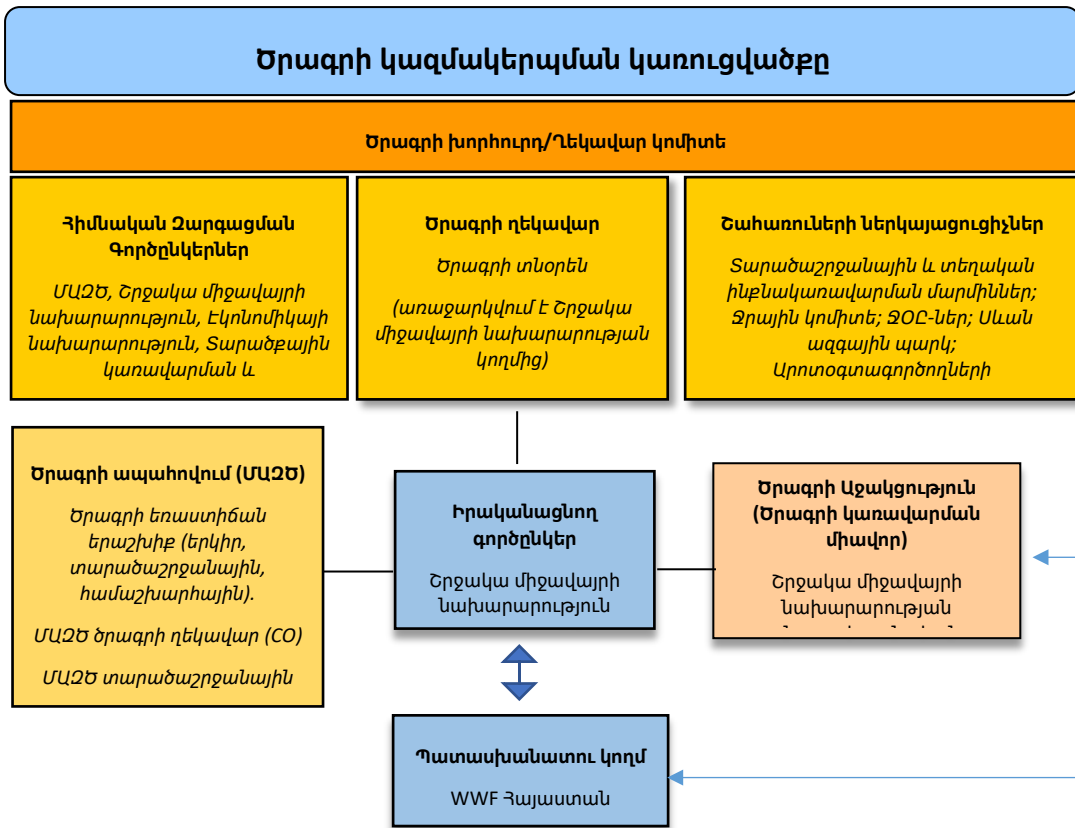 Ծրագրի կազմակերպման կառուցվածքը
Ծրագրի խորհուրդ/Ղեկավար կոմիտե
Հիմնական Զարգացման
Գործընկերներ
ՄԱԶԾ, Շրջակա միջավայրի
նախարարություն, Էկոնոմիկայի
նախարարություն, Տարածքային
կառավարման և
Ծրագրի ղեկավար
Ծրագրի տնօրեն
(առաջարկվում է Շրջակա
միջավայրի նախարարության
կողմից)
Շահառուների ներկայացուցիչներ
Տարածաշրջանային և տեղական
ինքնակառավարման մարմիններ;
Ջրային կոմիտե; ՋՕԸ-ներ; Սևան
ազգային պարկ;
Արոտօգտագործողների
Ծրագրի ապահովում (ՄԱԶԾ)
Ծրագրի եռաստիճան
երաշխիք (երկիր,
տարածաշրջանային,
համաշխարհային).
ՄԱԶԾ ծրագրի ղեկավար (CO)
ՄԱԶԾ տարածաշրջանային
Իրականացնող
գործընկեր
Շրջակա միջավայրի
նախարարություն
Ծրագրի Աջակցություն
(Ծրագրի կառավարման
միավոր)
Շրջակա միջավայրի
նախարարության
Պատասխանատու կողմ
WWF Հայաստան